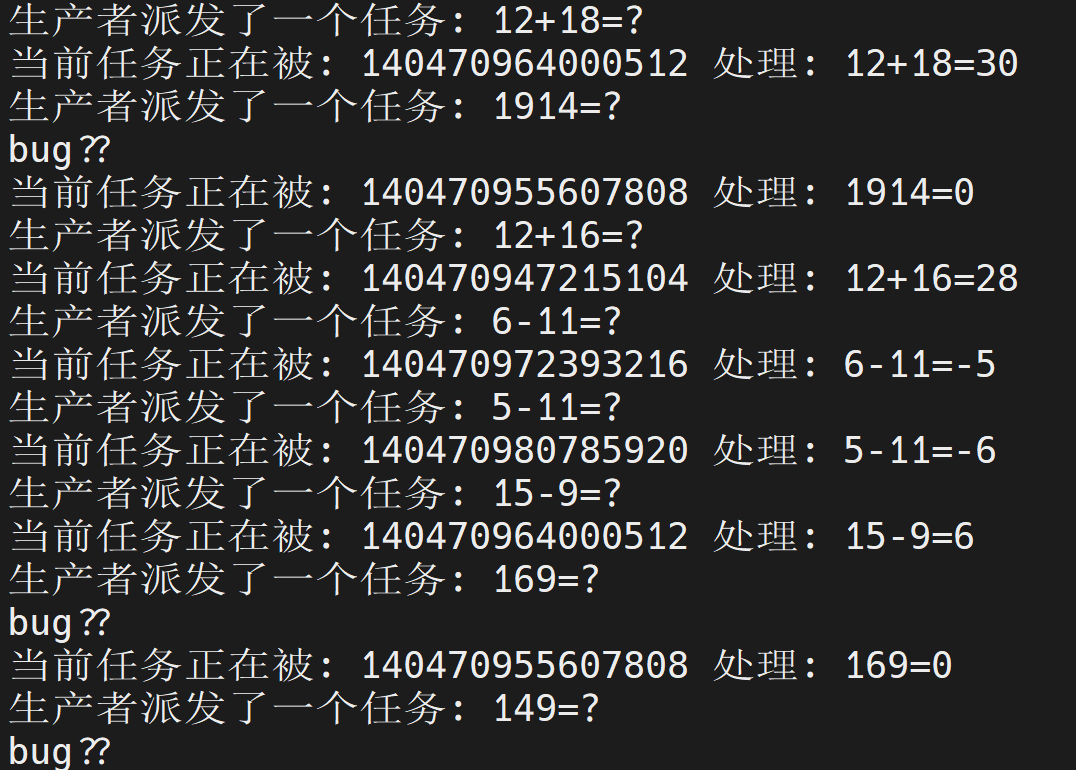 生产者派发了一个任务: 12+18=?
当前任务正在被: 140470964000512 处理: 12+18=30
生产者派发了一个任务: 1914=?
bug??
当前任务正在被: 140470955607808 处理: 1914=0
生产者派发了一个任务: 12+16=?
当前任务正在被: 140470947215104 处理: 12+16=28
生产者派发了一个任务: 6-11=?
当前任务正在被: 140470972393216 处理: 6-11=-5
生产者派发了一个任务: 5-11=?
当前任务正在被: 140470980785920 处理: 5-11=-6
生产者派发了一个任务: 15-9=?
当前任务正在被: 140470964000512 处理: 15-9=6
生产者派发了一个任务: 169=?
bug??
当前任务正在被: 140470955607808 处理: 169=0
生产者派发了一个任务: 149=?
bug??